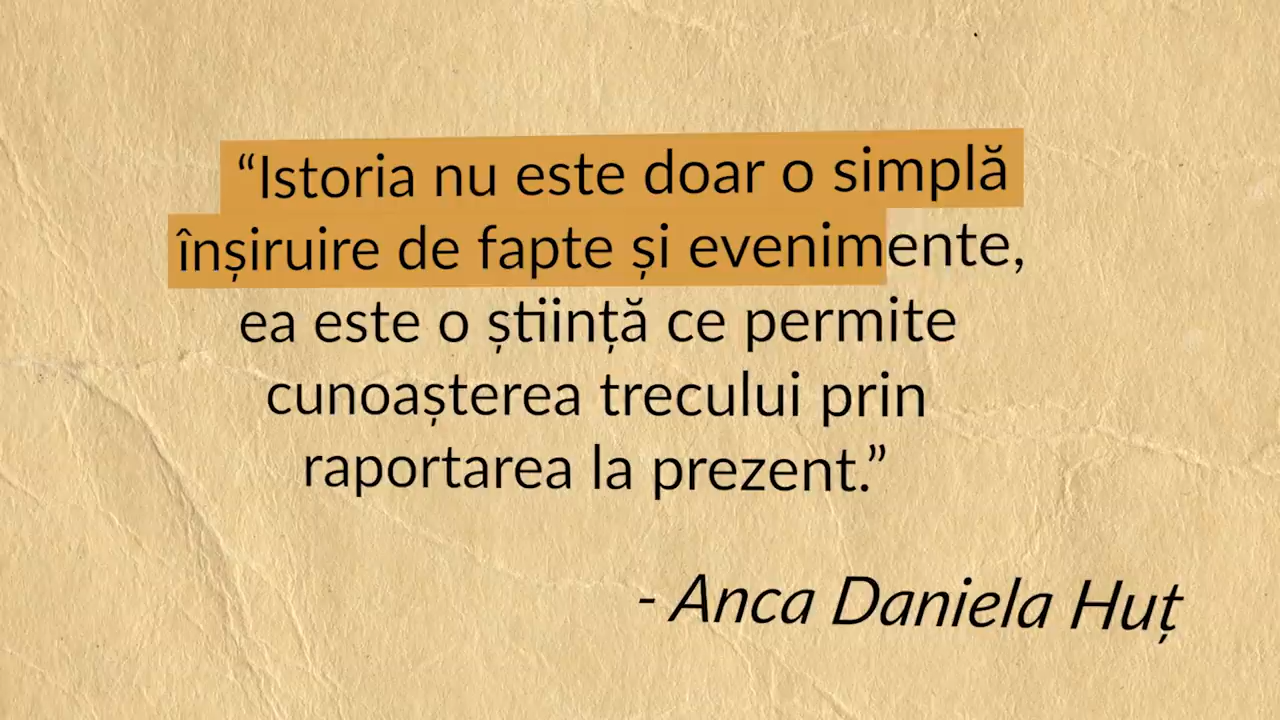 “Istoria nu este doar o simplă
înșiruire de fapte și evenimente,
ea este o știință ce permite
cunoașterea trecului prin
raportarea la prezent.”
- Anca Daniela Huț